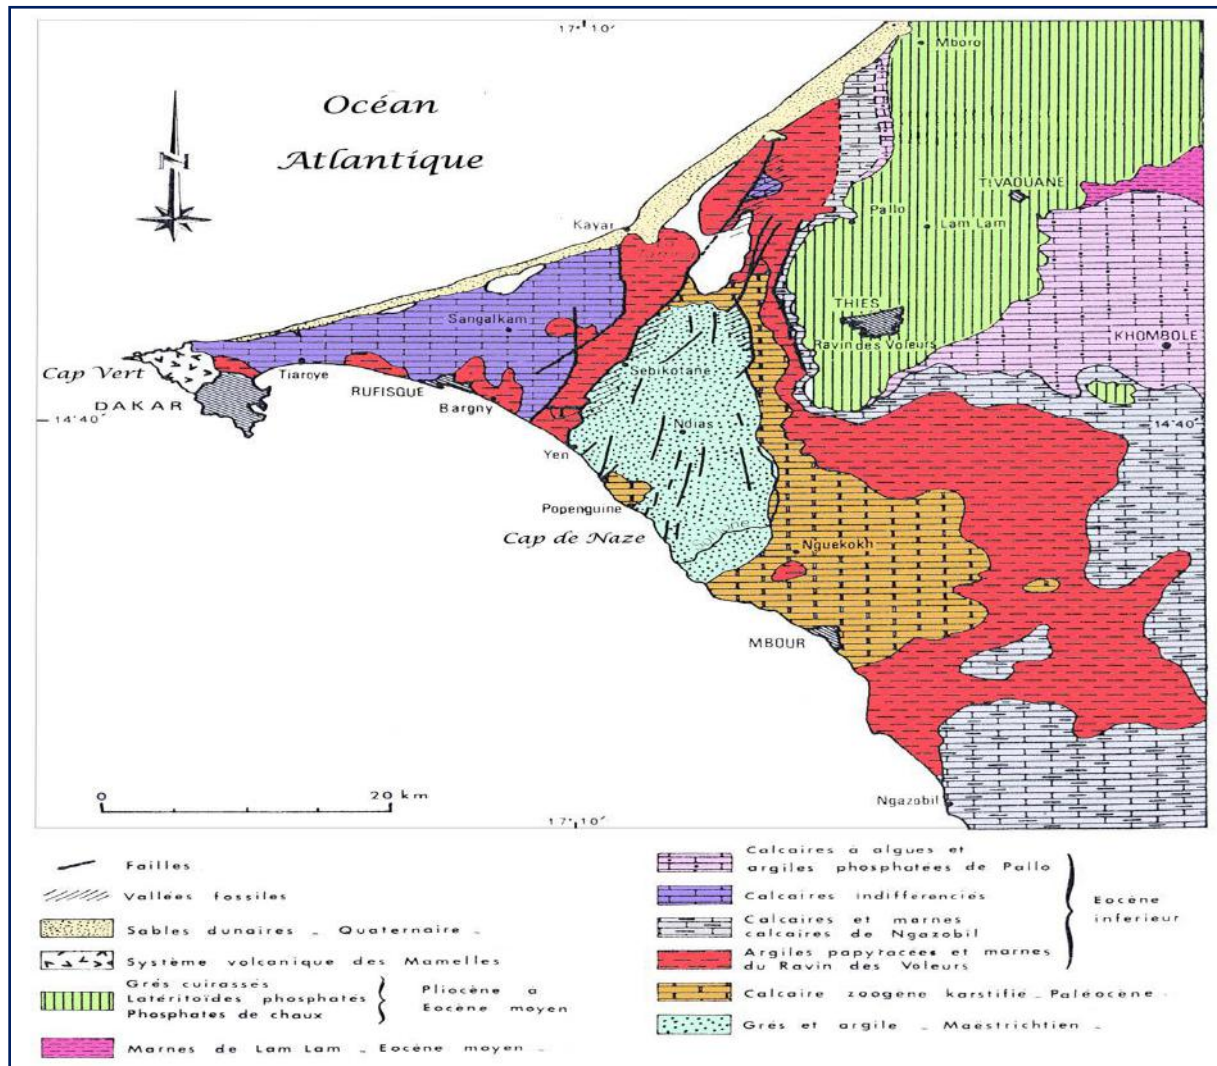 17°10'
Mboro
Océan
Atlantique
N
TIVAOUANE
Kayar
Pallo
Lam Lam
THIES
Ravin des Voleurs
Sangalkam
KHOMBOLE
Cap Vert
Tiaroye
Sebikotane
RUFISQUE
DAKAR
Bargny
14°40'
14°40'
Ndias
Yen
Popenguine
Cap de Naze
Nguekokh
MBOUR
0
20 km
Ngazobil
17°10'
Failles
Vallées fossiles
Sables dunaires - Quaternaire -
Système volcanique des Mamelles
Grés cuirassés
Latéritoïdes phosphatés
Phosphates de chaux
Pliocène à
Eocène moyen
Marnes de Lam Lam - Eocène moyen -
Calcaires à algues et
argiles phosphatées de Pallo
Calcaires indifférenciés
Calcaires et marnes
calcaires de Ngazobil
Argiles papyracées et marnes
du Ravin des Voleurs
Eocène
inferieur
Calcaire zoogène karstifié - Paléocène -
Grés et argile - Maëstrichtien -